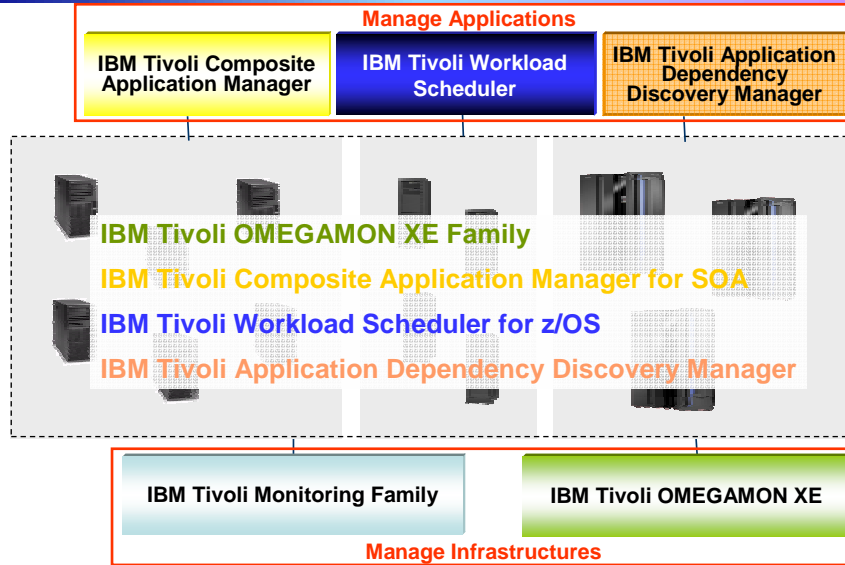 Manage Applications
IBM Tivoli Composite
Application Manager
IBM Tivoli Workload
Scheduler
IBM Tivoli Application
Dependency
Discovery Manager
IBM Tivoli OMEGAMON XE Family
IBM Tivoli Composite Application Manager for SOA
IBM Tivoli Workload Scheduler for z/OS
IBM Tivoli Application Dependency Discovery Manager
IBM Tivoli Monitoring Family
IBM Tivoli OMEGAMON XE
Manage Infrastructures